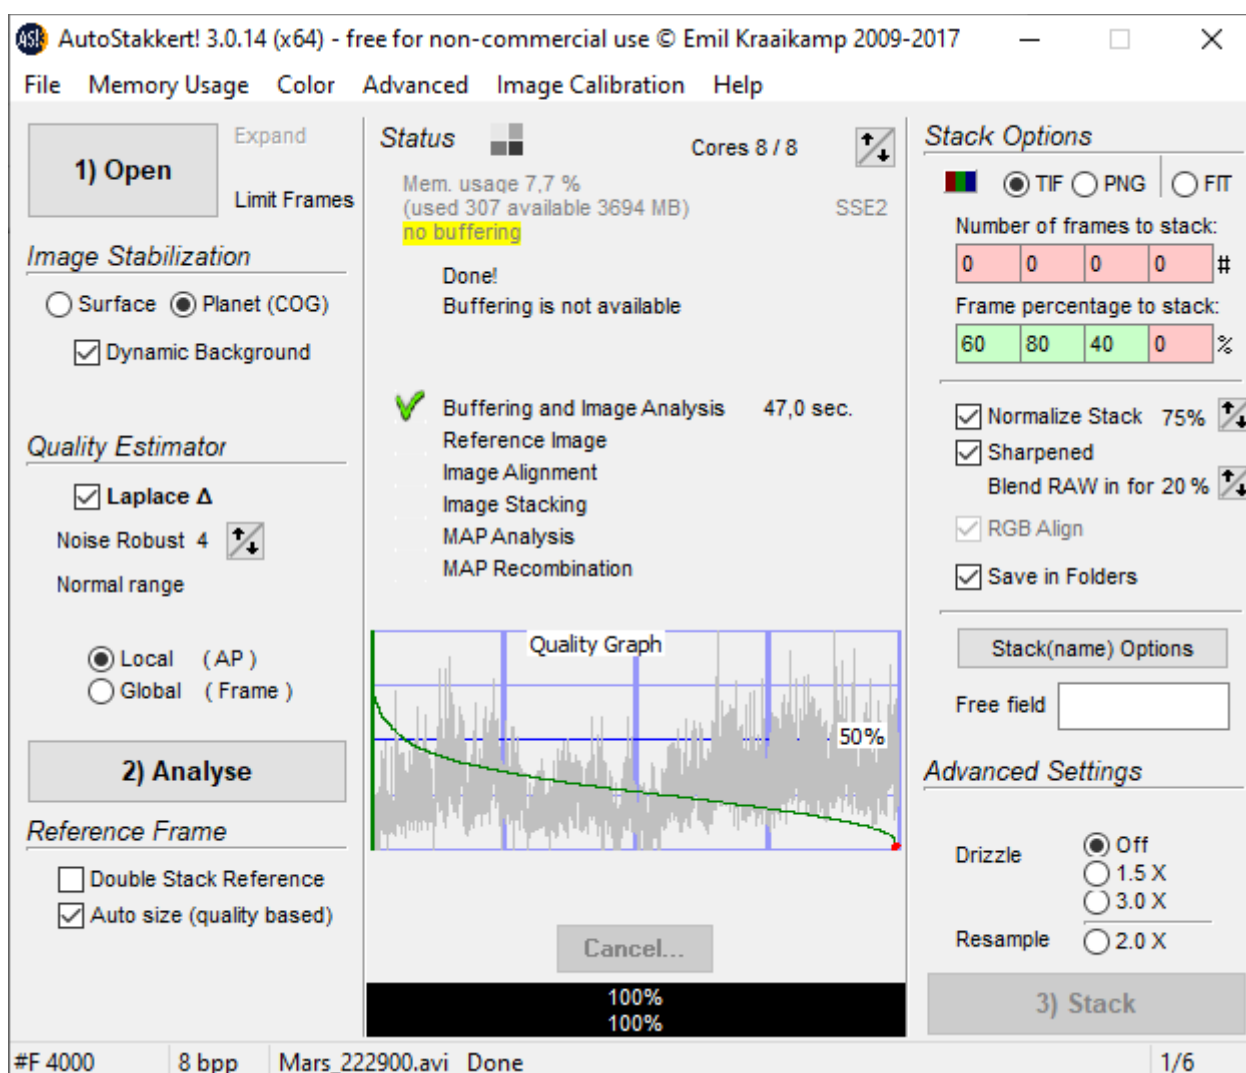 AutoStakkert! 3.0.14 (x64) - free for non-commercial use © Emil Kraaikamp 2009-2017
File Memory Usage Color Advanced Image Calibration Help
1) Open
Expand
Limit Frames
Image Stabilization
Surface Planet (COG)
Dynamic Background
Quality Estimator
Laplace Δ
Noise Robust 4
Normal range
Local (AP)
Global (Frame)
2) Analyse
Reference Frame
Double Stack Reference
Auto size (quality based)
Status
Cores 8 / 8
Mem. usage 7,7 %
(used 307 available 3694 MB) SSE2
no buffering
Done!
Buffering is not available
Buffering and Image Analysis 47,0 sec.
Reference Image
Image Alignment
Image Stacking
MAP Analysis
MAP Recombination
Quality Graph
50%
Cancel...
100%
100%
Stack Options
TIF PNG FIT
Number of frames to stack:
0 0 0 0 #
Frame percentage to stack:
60 80 40 0 %
Normalize Stack 75%
Sharpened
Blend RAW in for 20 %
RGB Align
Save in Folders
Stack(name) Options
Free field
Advanced Settings
Drizzle
Off
1.5 X
3.0 X
Resample 2.0 X
3) Stack
#F 4000 8 bpp Mars_222900.avi Done 1/6